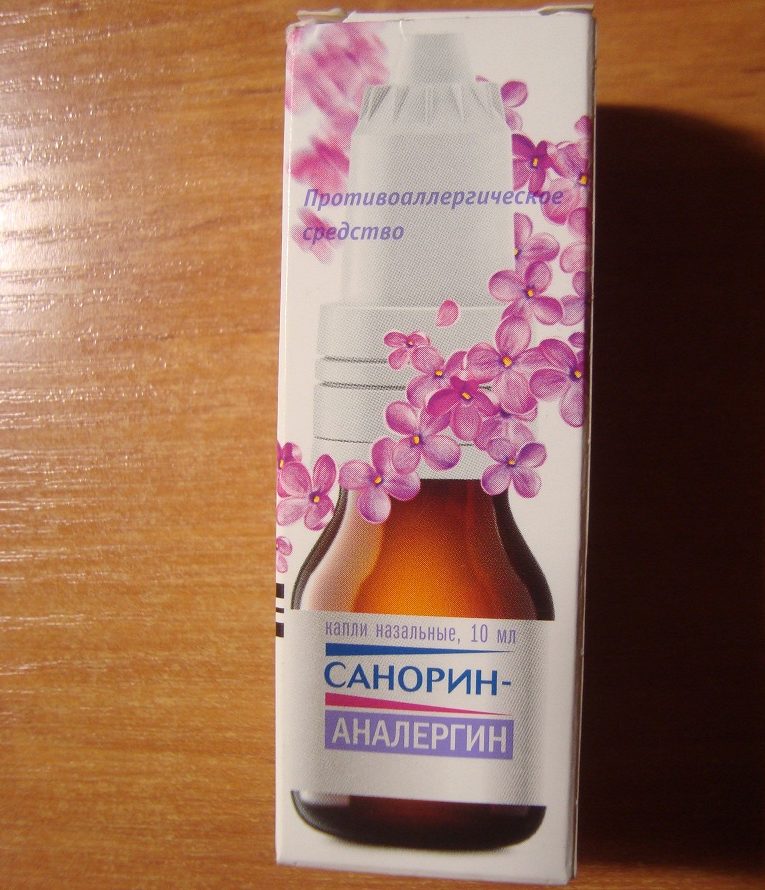 Противоаллергическое
средство
капли назальные, 10 мл
САНОРИН-
АНАЛЕРГИН